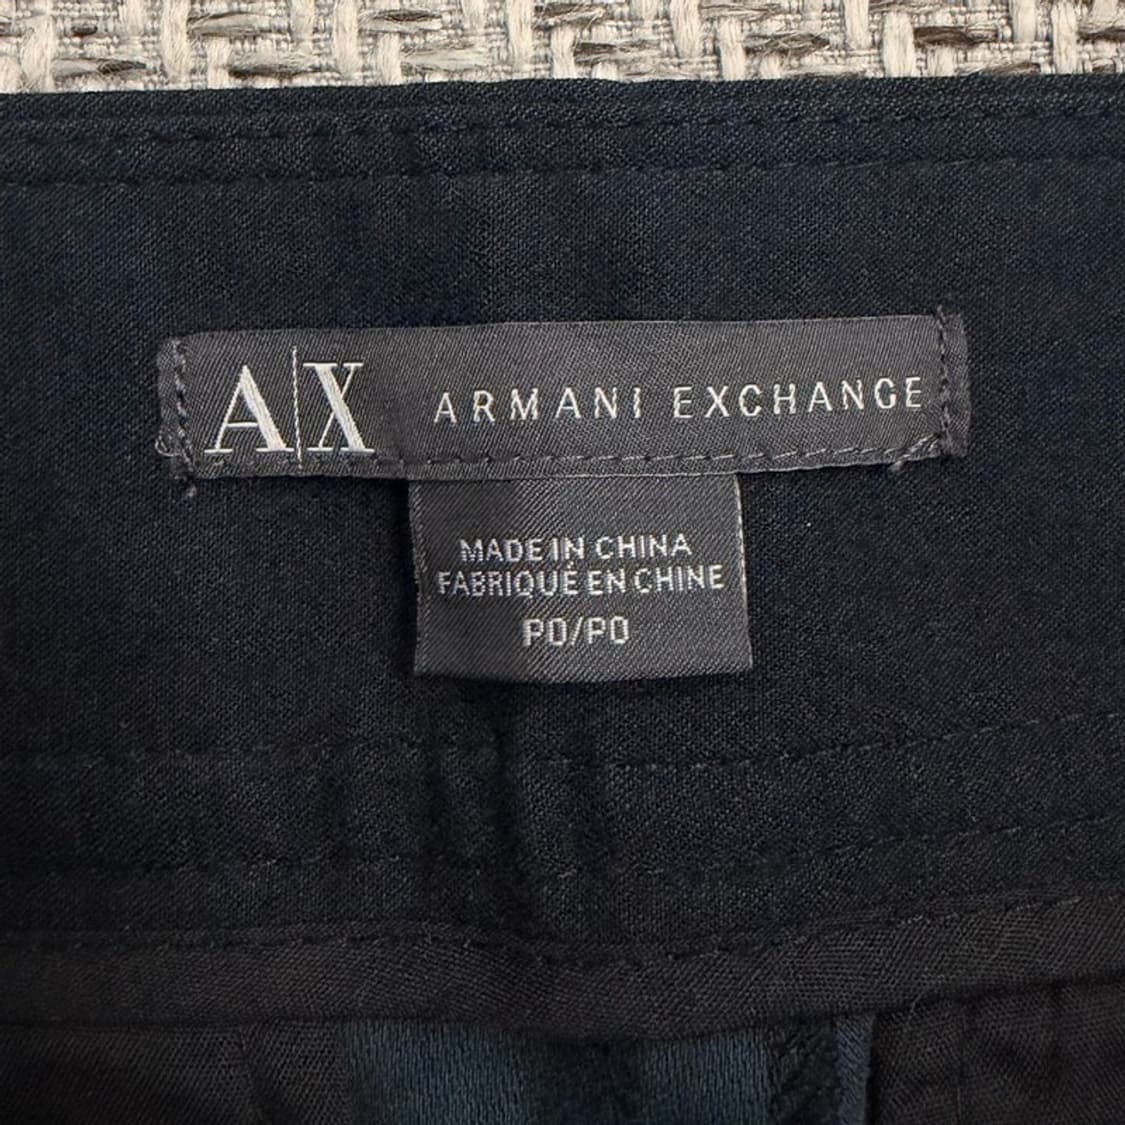 A|X ARMANI EXCHANGE
MADE IN CHINA
FABRIQUÉ EN CHINE
P0/P0